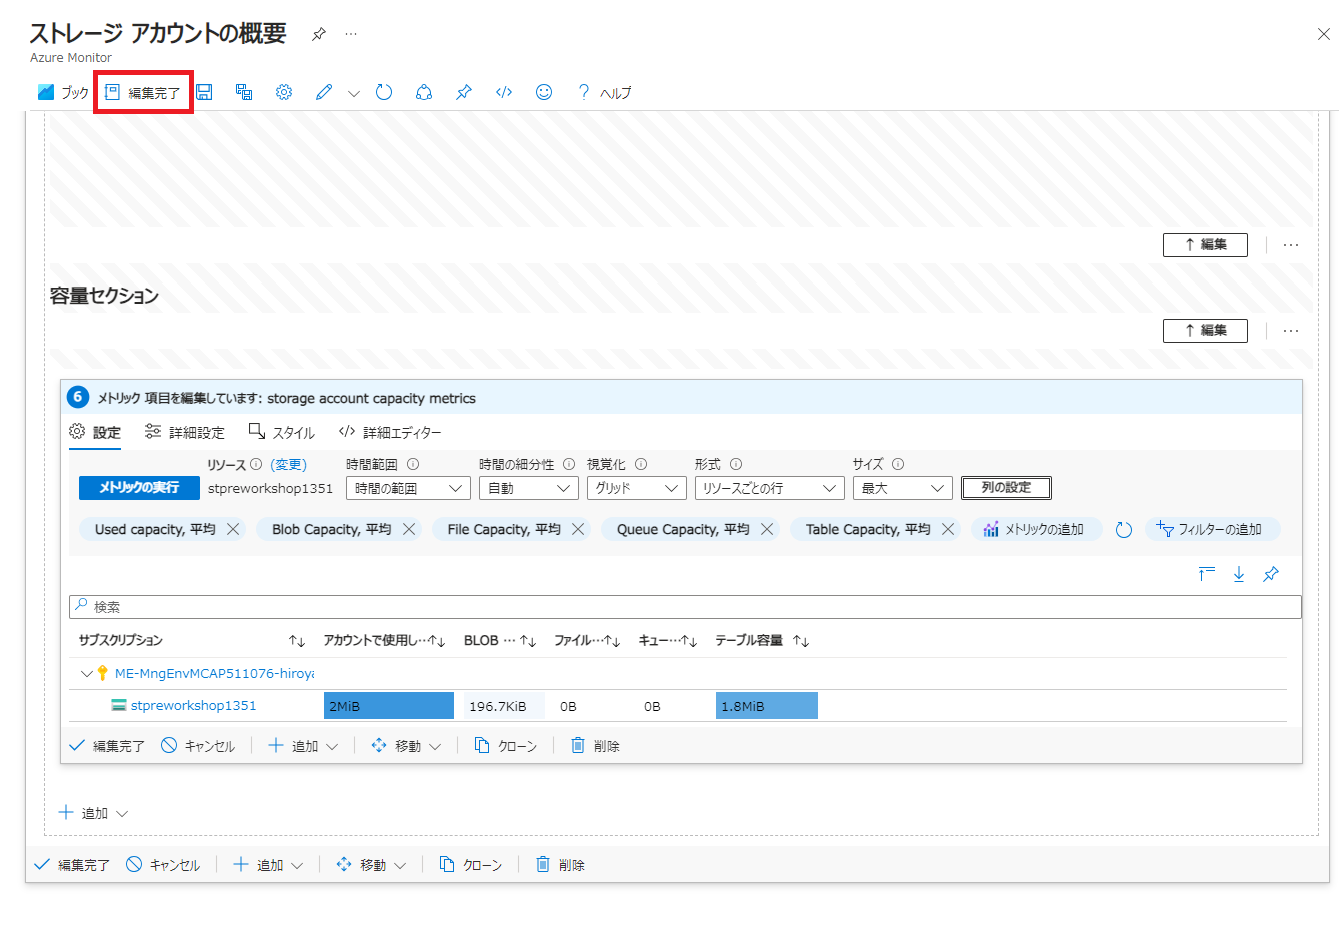 ストレージ アカウントの概要 ···
Azure Monitor
ブック 編集完了 ? ヘルプ
↑ 編集 ···
容量セクション
↑ 編集 ···
6 メトリック 項目を編集しています: storage account capacity metrics
設定 詳細設定 スタイル </> 詳細エディター
リソース (変更) 時間範囲 時間の細分性 視覚化 形式 サイズ
メトリックの実行 stpreworkshop1351 時間の範囲 自動 グリッド リソースごとの行 最大 列の設定
Used capacity, 平均 Blob Capacity, 平均 File Capacity, 平均 Queue Capacity, 平均 Table Capacity, 平均 メトリックの追加 フィルターの追加
検索
サブスクリプション ↑↓ アカウントで使用し…↑↓ BLOB … ↑↓ ファイル…↑↓ キュー…↑↓ テーブル容量 ↑↓
ME-MngEnvMCAP511076-hiroya
stpreworkshop1351 2MiB 196.7KiB 0B 0B 1.8MiB
編集完了 キャンセル 追加 移動 クローン 削除
追加
編集完了 キャンセル 追加 移動 クローン 削除